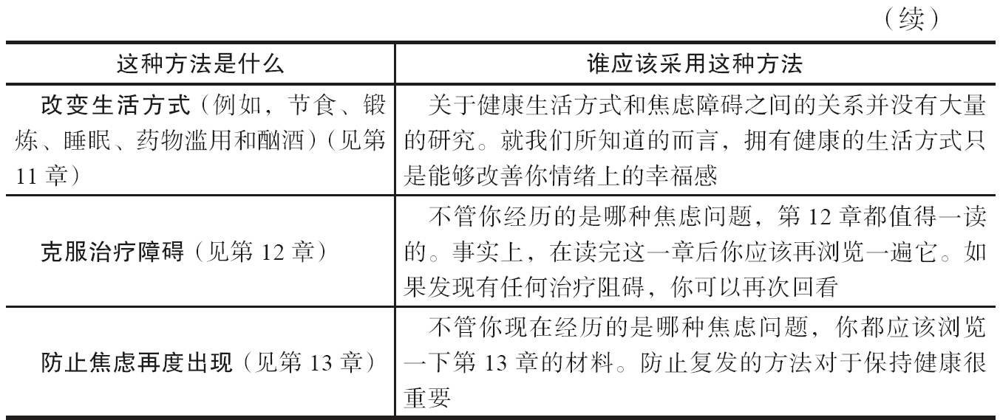 （续）
这种方法是什么
谁应该采用这种方法
改变生活方式（例如，节食、锻
炼、睡眠、药物滥用和酗酒）（见第
11 章）
关于健康生活方式和焦虑障碍之间的关系并没有大量
的研究。就我们所知道的而言，拥有健康的生活方式只
是能够改善你情绪上的幸福感
克服治疗障碍（见第 12 章）
不管你经历的是哪种焦虑问题，第 12 章都值得一读
的。事实上，在读完这一章后你应该再浏览一遍它。如
果发现有任何治疗阻碍，你可以再次回看
防止焦虑再度出现（见第 13 章）
不管你现在经历的是哪种焦虑问题，你都应该浏览
一下第 13 章的材料。防止复发的方法对于保持健康很
重要